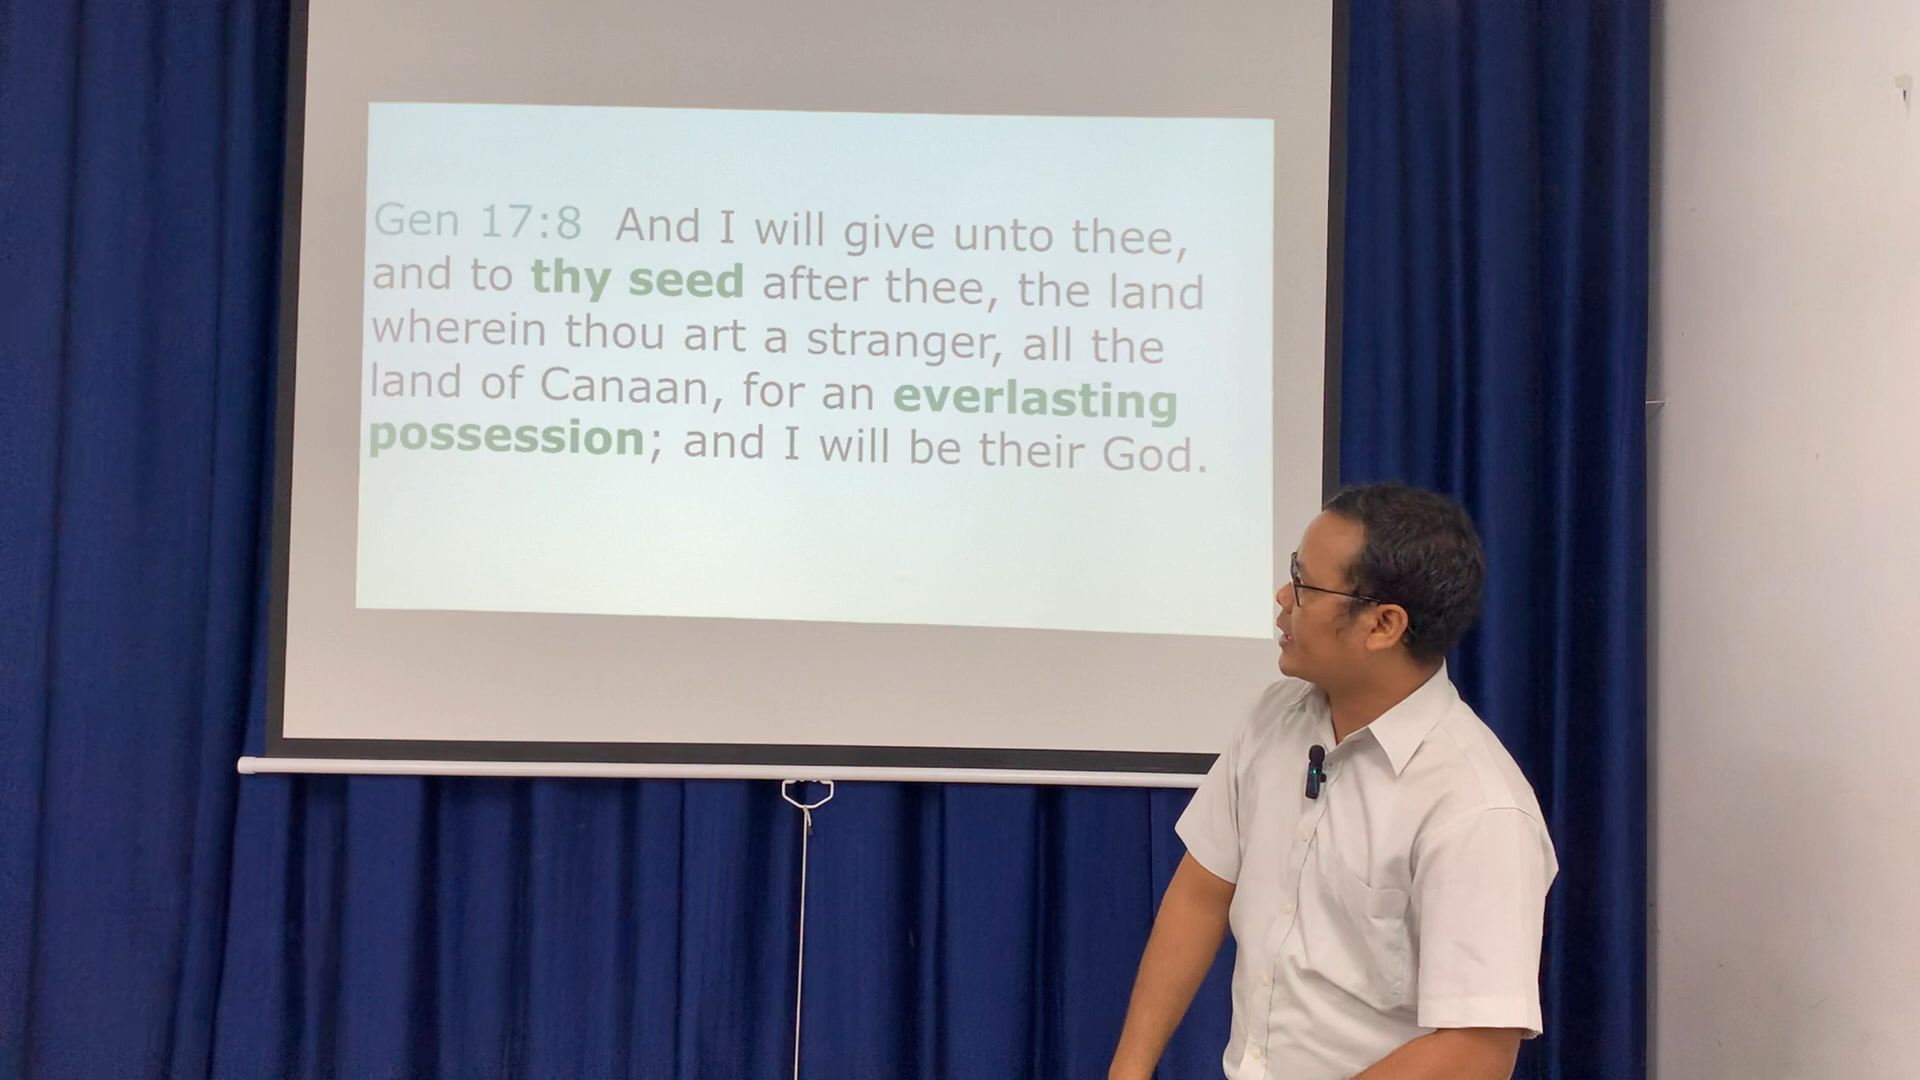 Gen 17:8  And I will give unto thee,
and to thy seed after thee, the land
wherein thou art a stranger, all the
land of Canaan, for an everlasting
possession; and I will be their God.